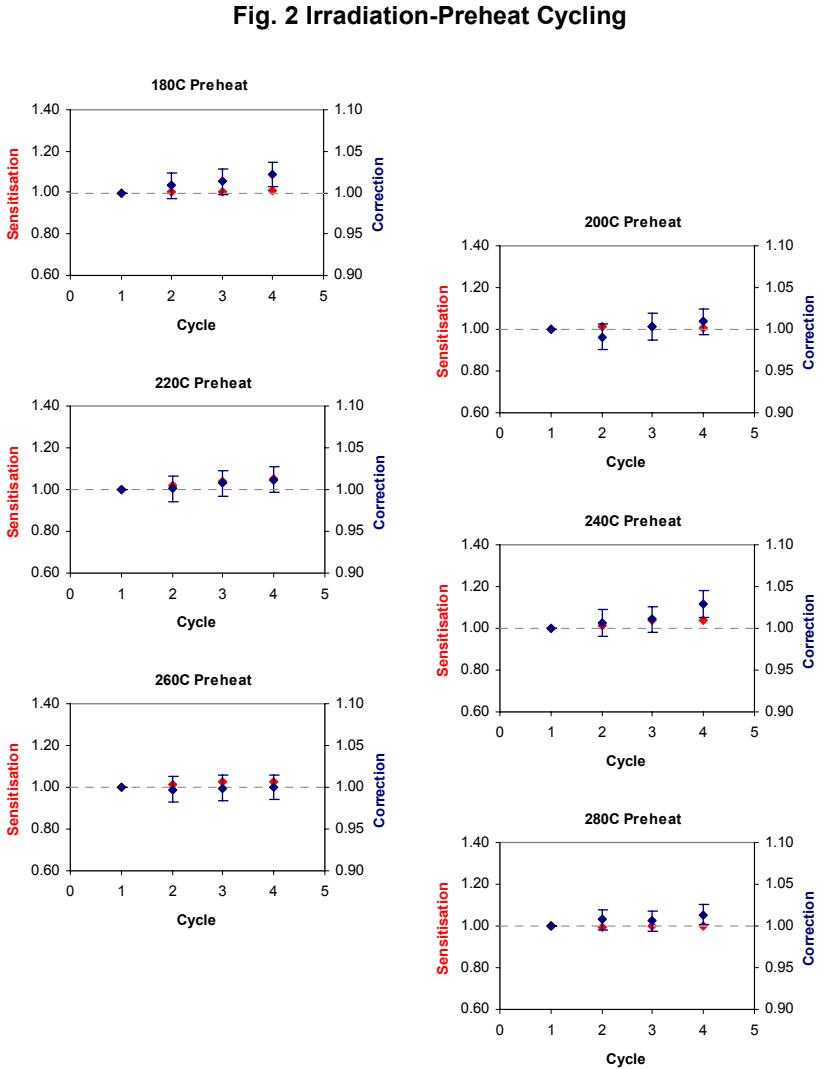 Fig. 2 Irradiation-Preheat Cycling
180C Preheat
1.40
1.20
1.00
0.80
0.60
1.10
1.05
1.00
0.95
0.90
0 1 2 3 4 5
Sensitisation
Correction
Cycle
200C Preheat
1.40
1.20
1.00
0.80
0.60
1.10
1.05
1.00
0.95
0.90
0 1 2 3 4 5
Sensitisation
Correction
Cycle
220C Preheat
1.40
1.20
1.00
0.80
0.60
1.10
1.05
1.00
0.95
0.90
0 1 2 3 4 5
Sensitisation
Correction
Cycle
240C Preheat
1.40
1.20
1.00
0.80
0.60
1.10
1.05
1.00
0.95
0.90
0 1 2 3 4 5
Sensitisation
Correction
Cycle
260C Preheat
1.40
1.20
1.00
0.80
0.60
1.10
1.05
1.00
0.95
0.90
0 1 2 3 4 5
Sensitisation
Correction
Cycle
280C Preheat
1.40
1.20
1.00
0.80
0.60
1.10
1.05
1.00
0.95
0.90
0 1 2 3 4 5
Sensitisation
Correction
Cycle